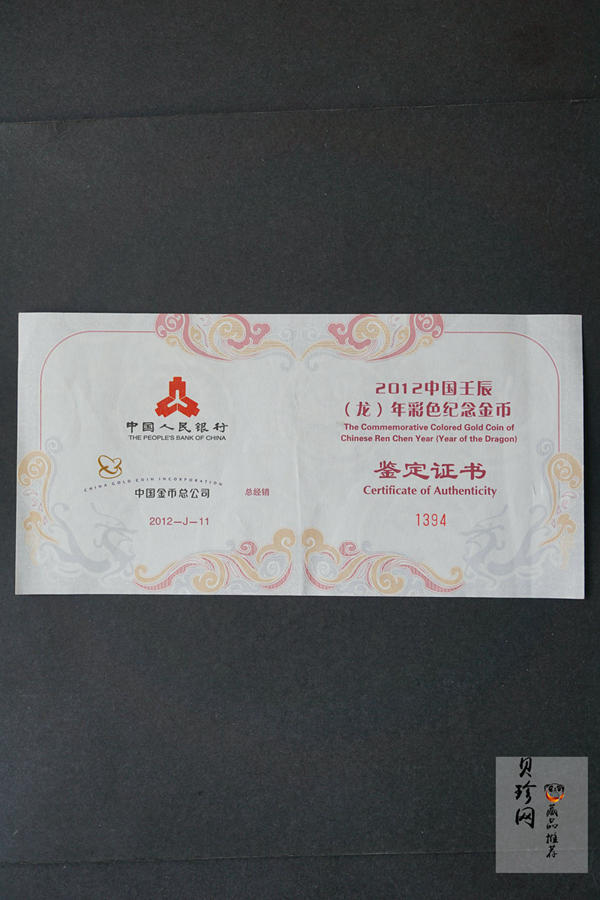 中国人民银行
THE PEOPLE'S BANK OF CHINA
CHINA GOLD COIN INCORPORATION
中国金币总公司
总经销
2012—J—11
2012中国壬辰
（龙）年彩色纪念金币
The Commemorative Colored Gold Coin of
Chinese Ren Chen Year (Year of the Dragon)
鉴定证书
Certificate of Authenticity
1394
贝珍网
藏品推荐